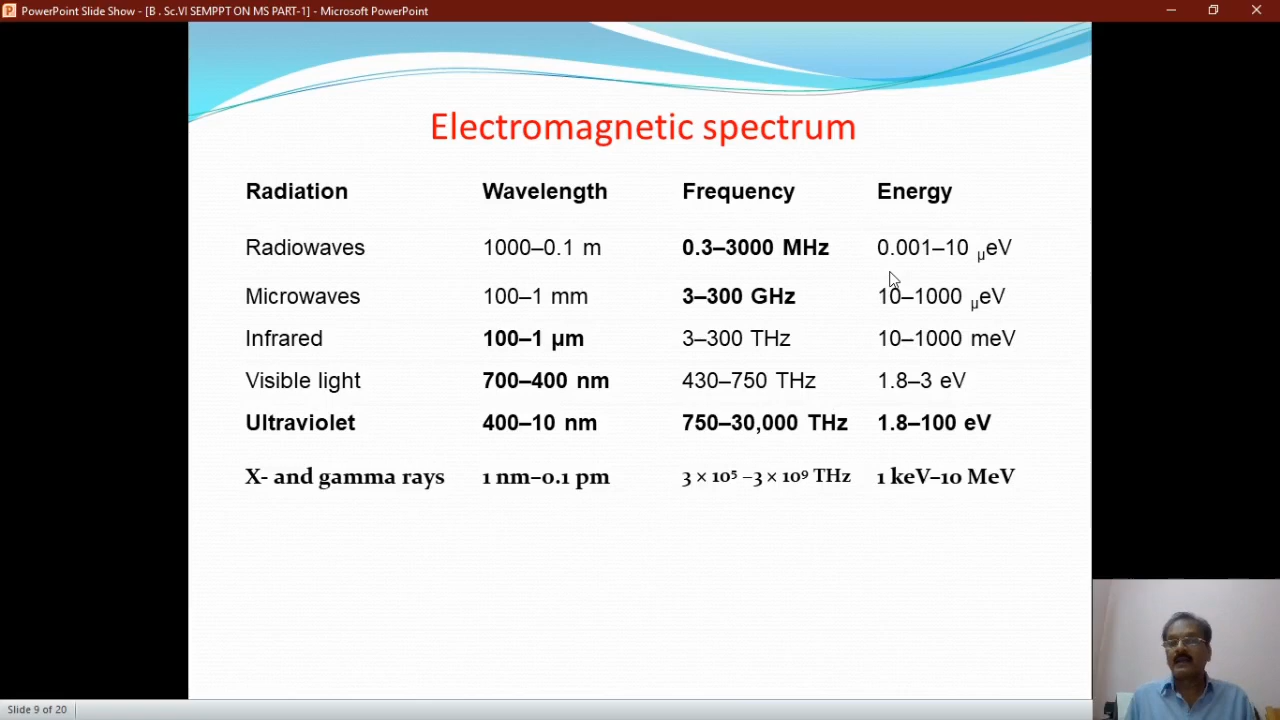 PowerPoint Slide Show - [B . Sc.VI SEMPPT ON MS PART-1] - Microsoft PowerPoint
Electromagnetic spectrum
Radiation Wavelength Frequency Energy
Radiowaves 1000–0.1 m 0.3–3000 MHz 0.001–10 μeV
Microwaves 100–1 mm 3–300 GHz 10–1000 μeV
Infrared 100–1 μm 3–300 THz 10–1000 meV
Visible light 700–400 nm 430–750 THz 1.8–3 eV
Ultraviolet 400–10 nm 750–30,000 THz 1.8–100 eV
X- and gamma rays 1 nm–0.1 pm 3 × 10⁵ –3 × 10⁹ THz 1 keV–10 MeV
Slide 9 of 20